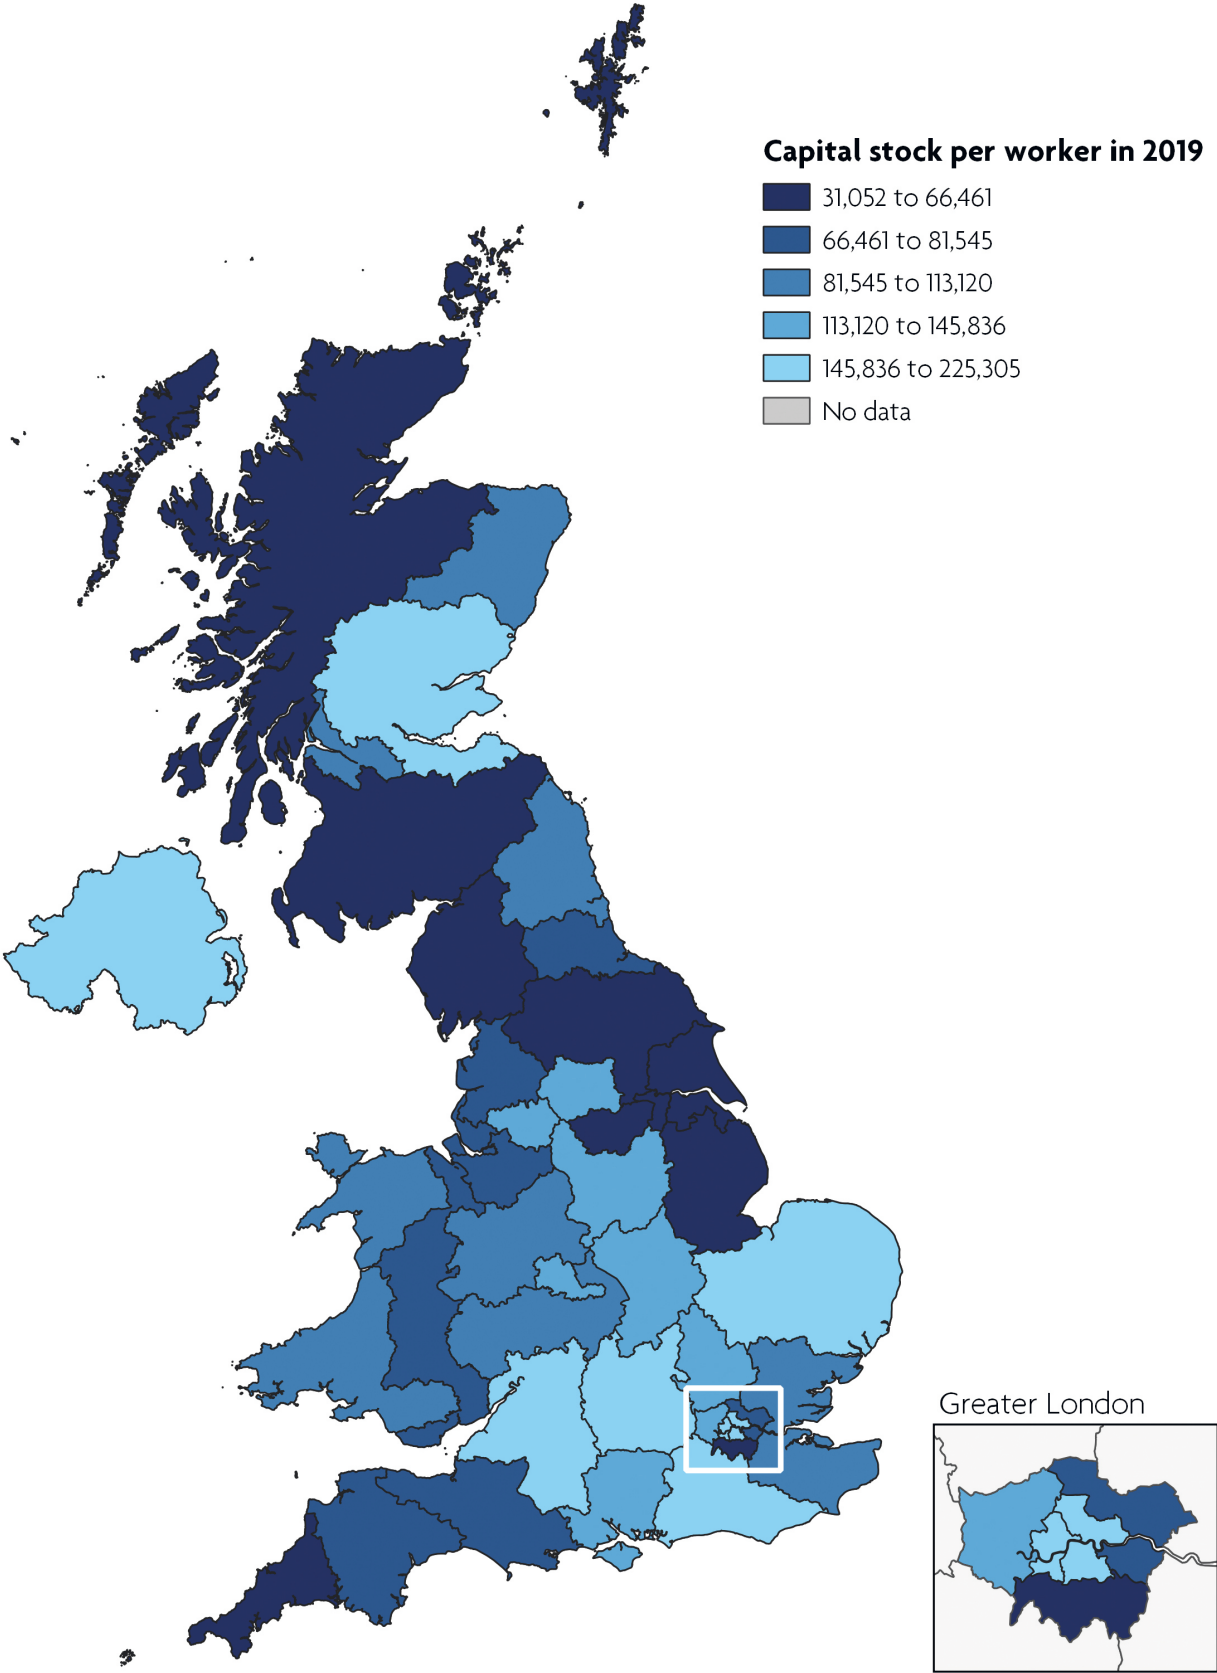 Capital stock per worker in 2019
31,052 to 66,461
66,461 to 81,545
81,545 to 113,120
113,120 to 145,836
145,836 to 225,305
No data
Greater London